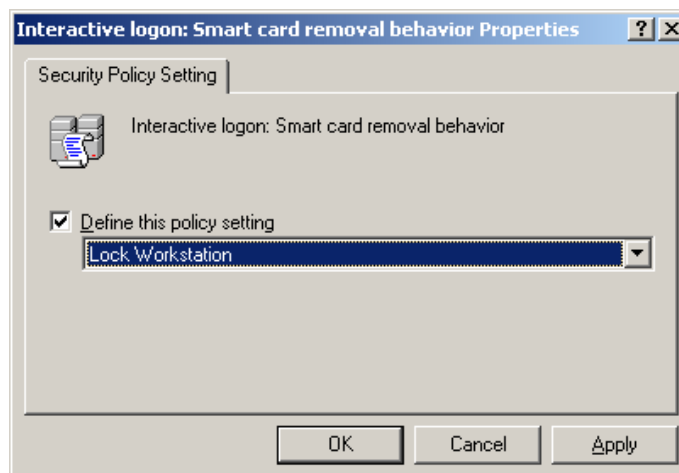 Interactive logon: Smart card removal behavior Properties
Security Policy Setting
Interactive logon: Smart card removal behavior
Define this policy setting
Lock Workstation
OK Cancel Apply